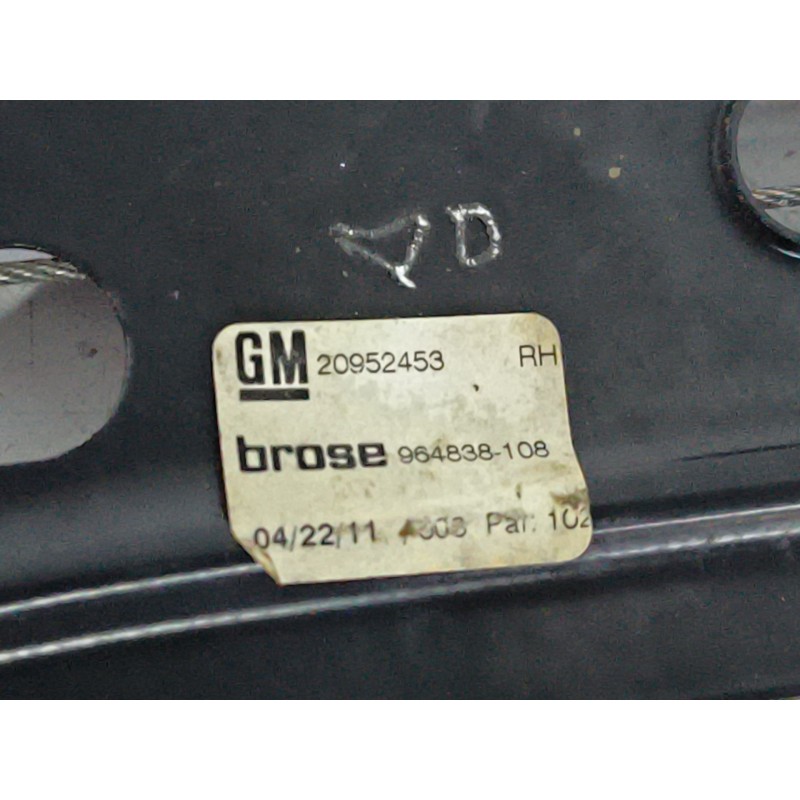 D
GM 20952453 RH
brose 964838-108
04/22/11 Par: 102